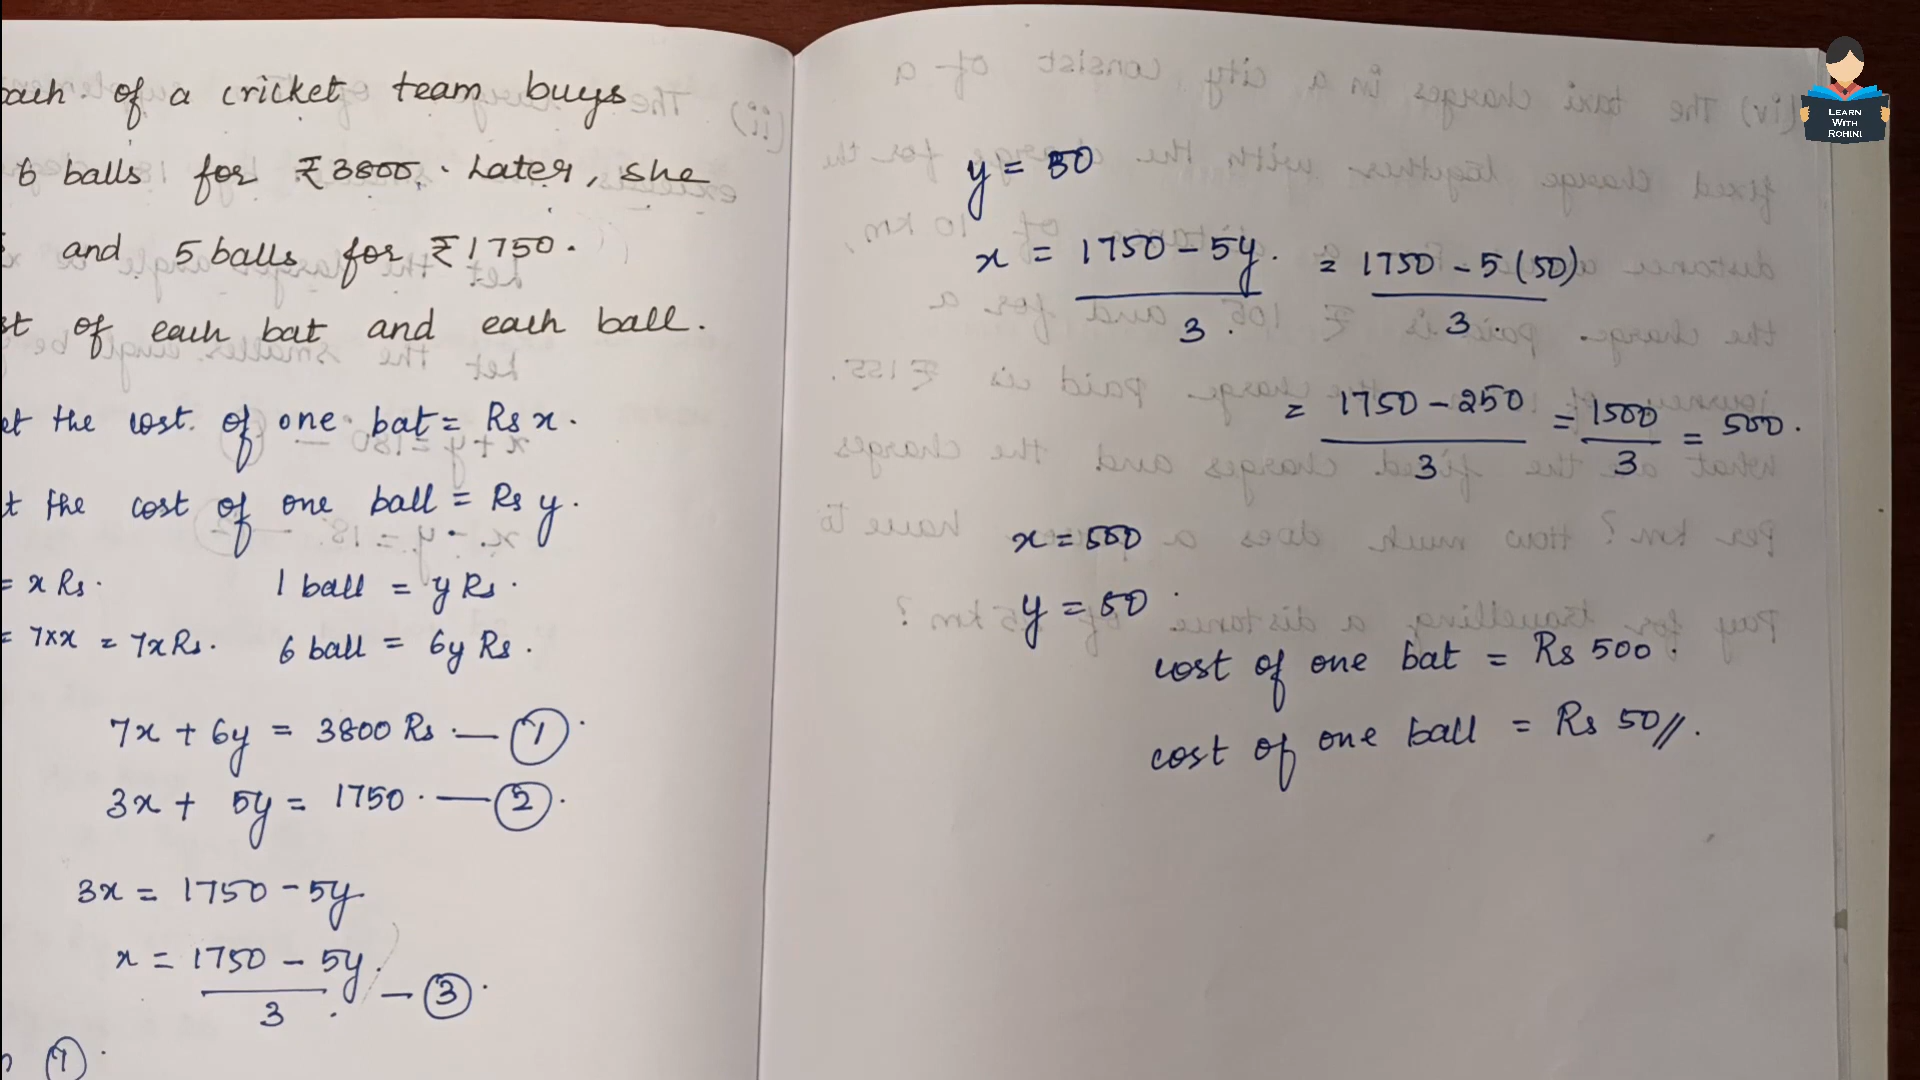 of a cricket team buys
6 balls for ₹3800. Later, she
and 5 balls for ₹1750.
of each bat and each ball.
the cost of one bat = Rs x.
the cost of one ball = Rs y.
= x Rs. 1 ball = y Rs.
= 7xx = 7x Rs. 6 ball = 6y Rs.
7x + 6y = 3800 Rs. — 1
3x + 5y = 1750. — 2
3x = 1750 - 5y
x = 1750 - 5y. — 3
3
1
y = 50
x = 1750 - 5y. = 1750 - 5(50)
3. 3.
= 1750 - 250 = 1500 = 500.
3 3
x = 500
y = 50
cost of one bat = Rs 500.
cost of one ball = Rs 50//.
LEARN
WITH
ROHINI